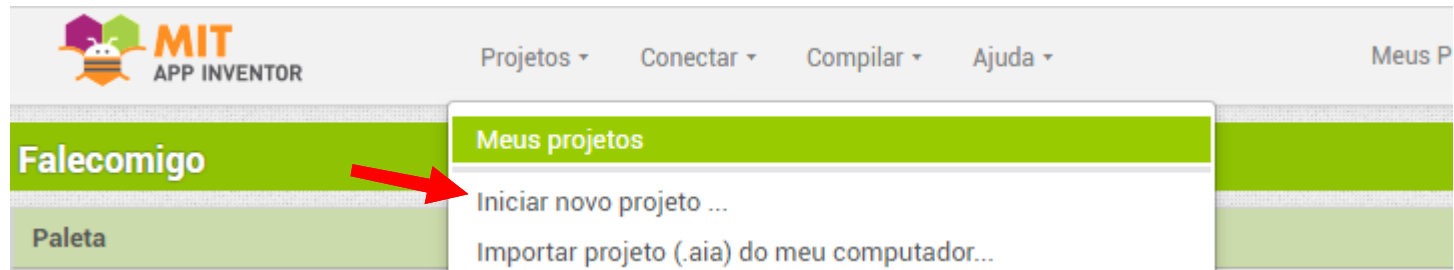 MIT
APP INVENTOR
Projetos Conectar Compilar Ajuda Meus P
Meus projetos
Falecomigo
Iniciar novo projeto ...
Paleta
Importar projeto (.aia) do meu computador...